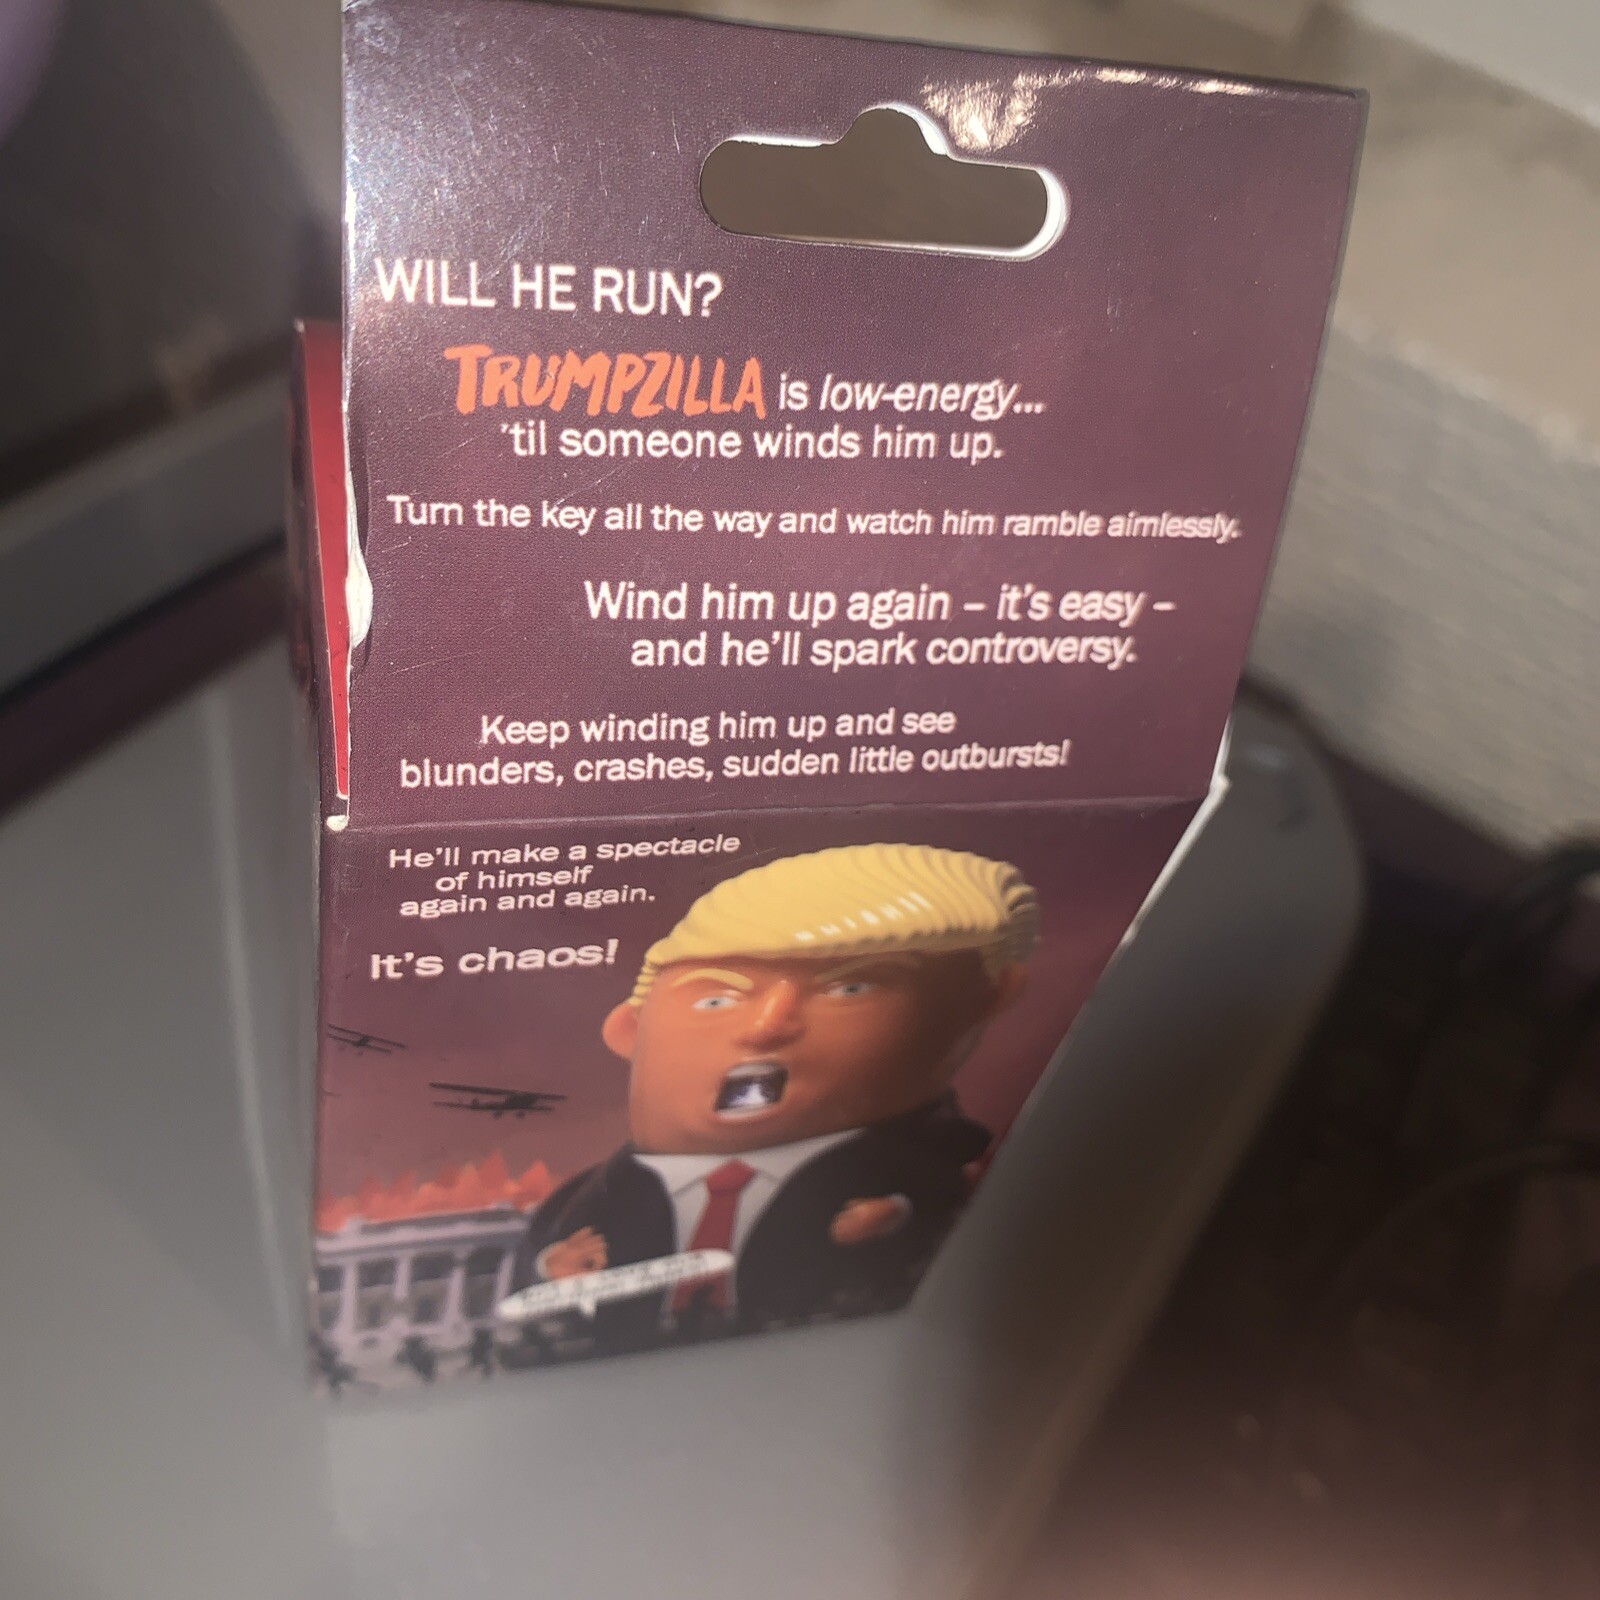 WILL HE RUN?
TRUMPZILLA is low-energy...
'til someone winds him up.
Turn the key all the way and watch him ramble aimlessly.
Wind him up again – it's easy –
and he'll spark controversy.
Keep winding him up and see
blunders, crashes, sudden little outbursts!
He'll make a spectacle
of himself
again and again.
It's chaos!